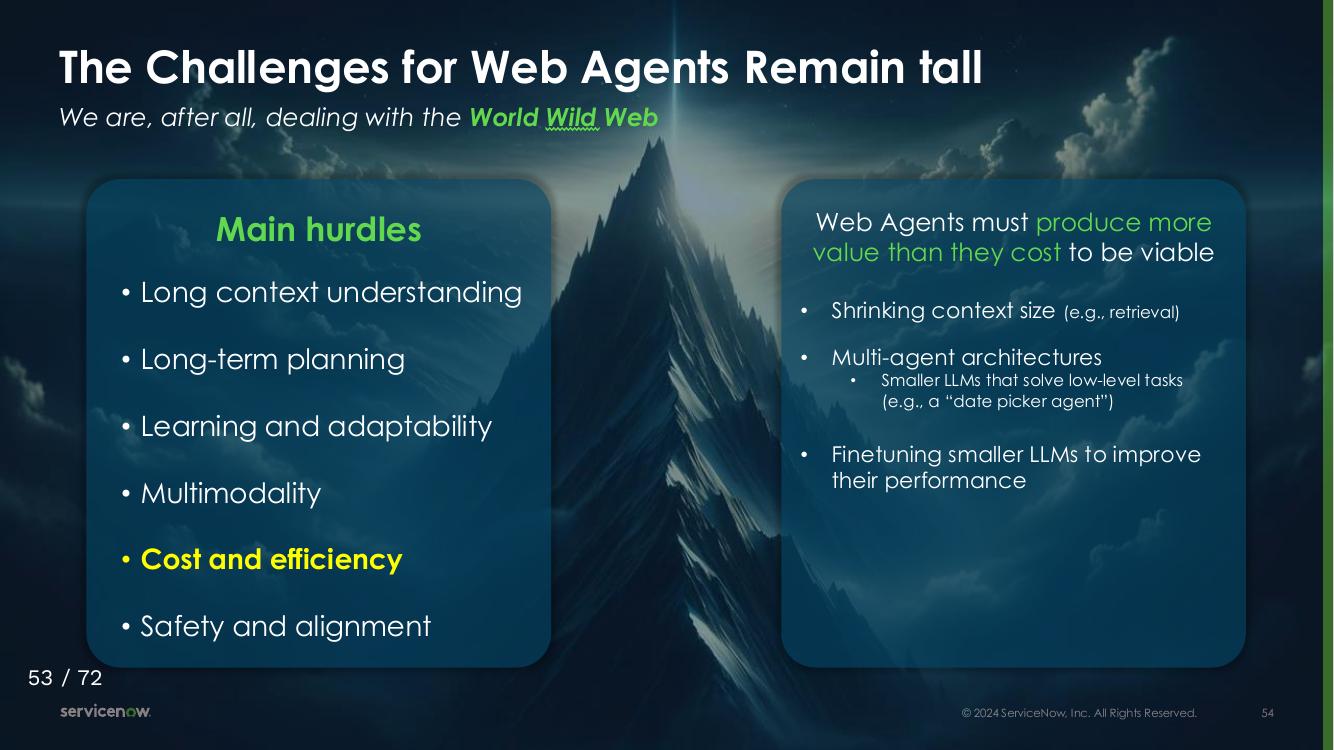 The Challenges for Web Agents Remain tall
We are, after all, dealing with the World Wild Web
Main hurdles
• Long context understanding
• Long-term planning
• Learning and adaptability
• Multimodality
• Cost and efficiency
• Safety and alignment
Web Agents must produce more
value than they cost to be viable
• Shrinking context size (e.g., retrieval)
• Multi-agent architectures
• Smaller LLMs that solve low-level tasks
(e.g., a “date picker agent”)
• Finetuning smaller LLMs to improve
their performance
53 / 72
servicenow.
© 2024 ServiceNow, Inc. All Rights Reserved.
54